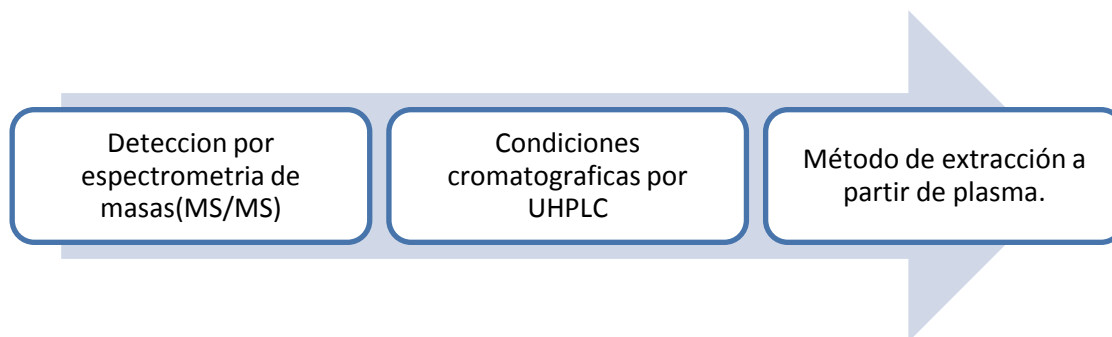 Deteccion por
espectrometria de
masas(MS/MS)
Condiciones
cromatograficas por
UHPLC
Método de extracción a
partir de plasma.